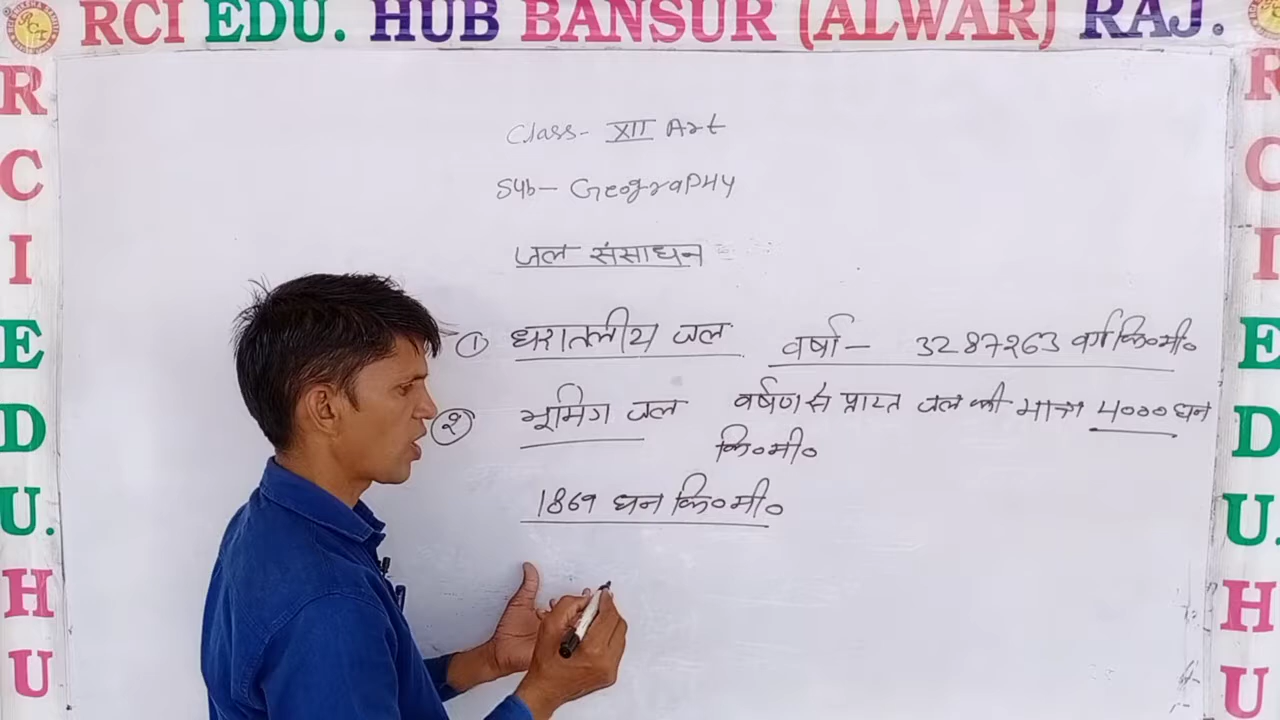 RCI EDU. HUB BANSUR (ALWAR) RAJ.
R
C
I
E
D
U.
H
U
Class- XII Art
Sub- GeograPHY
जल संसाधन
① धरातलीय जल वर्षा- 3287263 वर्ग कि०मी०
② भूमिग जल वर्षण से प्राप्त जल की मात्रा 4000 घन
कि०मी०
1869 घन कि०मी०
R
C
I
E
D
U.
H
U